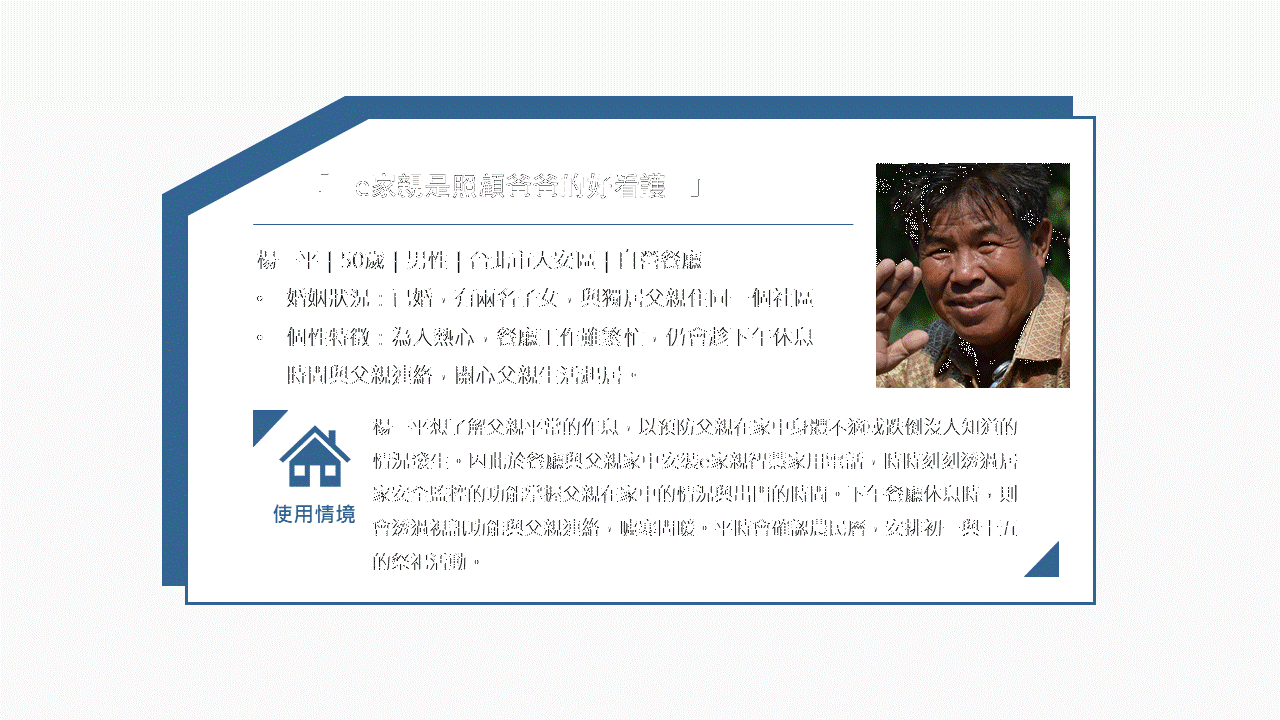 「e家親是照顧爸爸的好看護」
楊一平 | 50歲 | 男性 | 台北市大安區 | 自營餐廳
• 婚姻狀況：已婚，有兩名子女，與獨居父親住同一個社區
• 個性特徵：為人熱心，餐廳工作雖繁忙，仍會趁下午休息
時間與父親連絡，關心父親生活起居。
楊一平想了解父親平常的作息，以預防父親在家中身體不適或跌倒沒人知道的
情況發生。因此於餐廳與父親家中安裝e家親智慧家用電話，時時刻刻透過居
家安全監控的功能掌握父親在家中的情況與出門的時間。下午餐廳休息時，則
會透過視訊功能與父親連絡，噓寒問暖。平時會確認農民曆，安排初一與十五
的祭祀活動。
使用情境